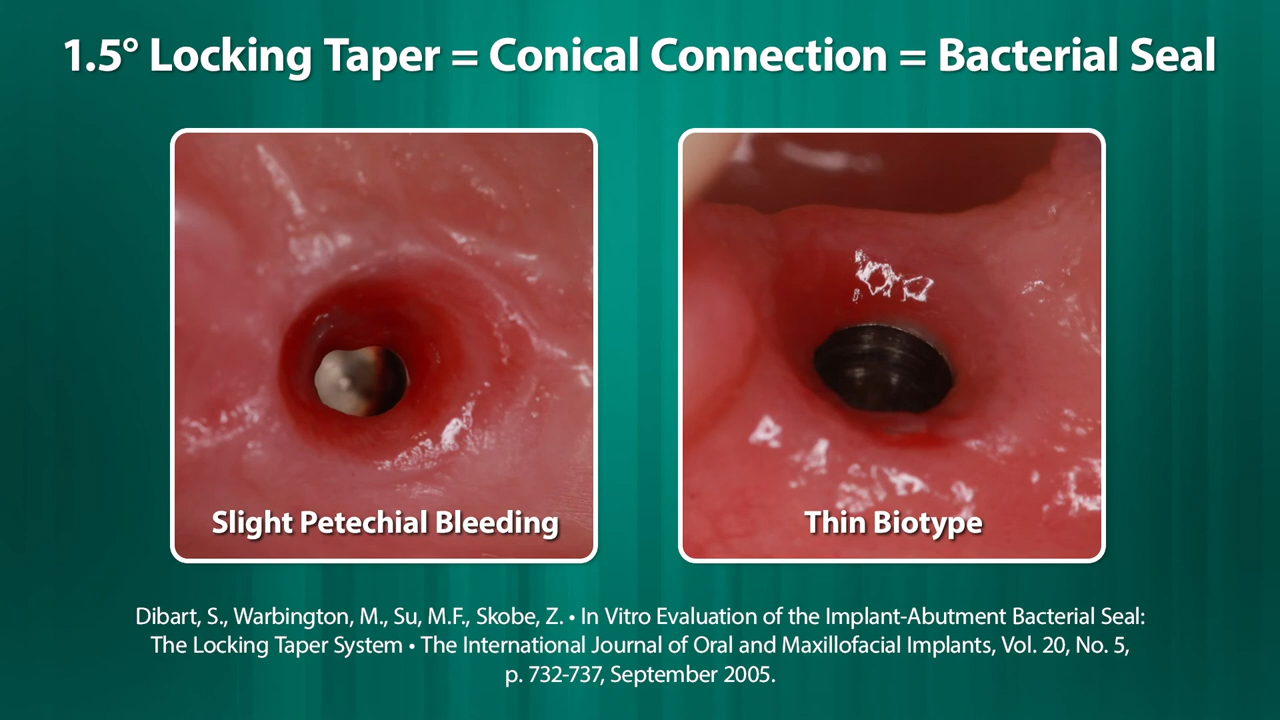 1.5° Locking Taper = Conical Connection = Bacterial Seal
Slight Petechial Bleeding
Thin Biotype
Dibart, S., Warbington, M., Su, M.F., Skobe, Z. • In Vitro Evaluation of the Implant-Abutment Bacterial Seal:
The Locking Taper System • The International Journal of Oral and Maxillofacial Implants, Vol. 20, No. 5,
p. 732-737, September 2005.